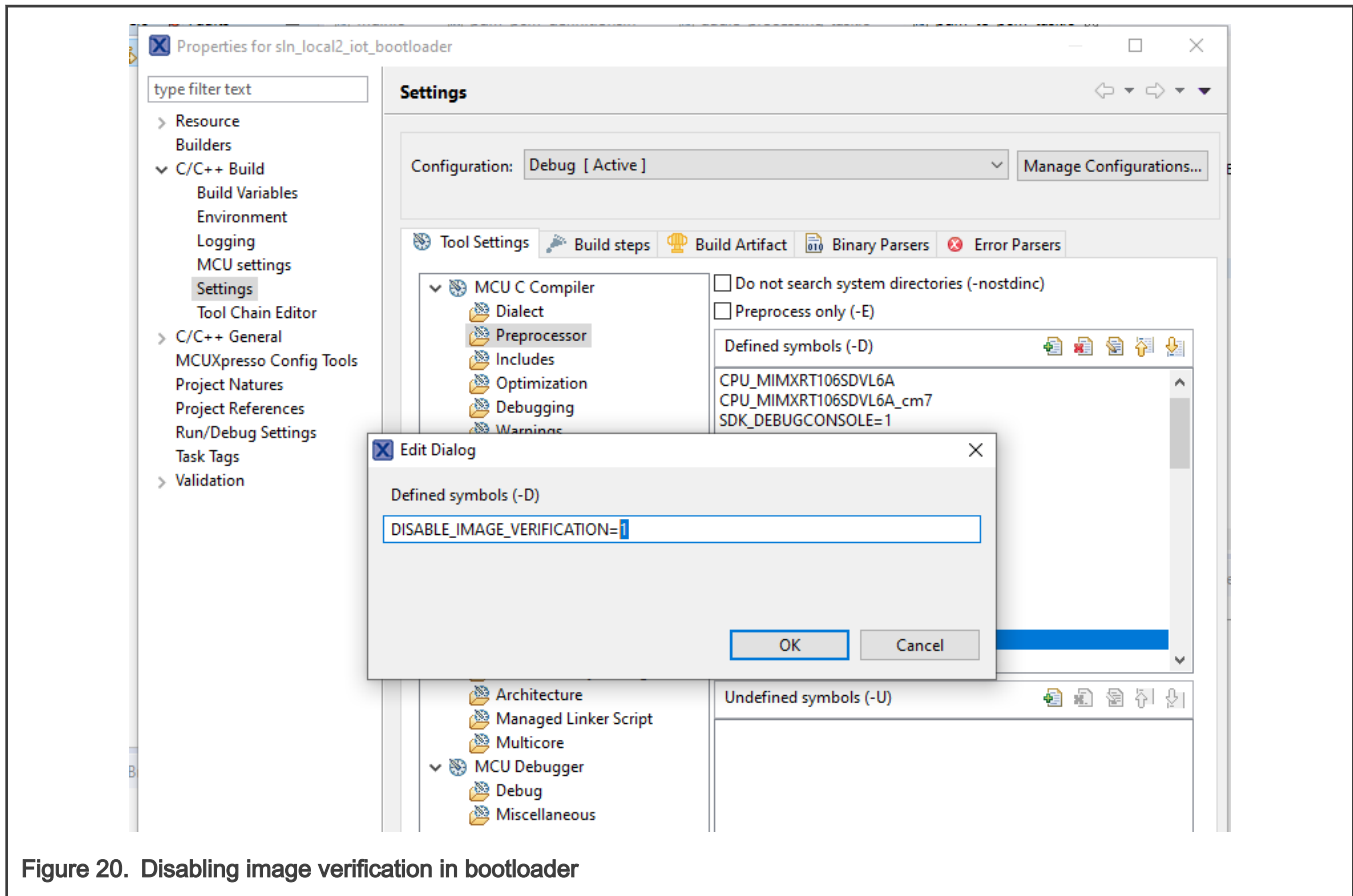 Properties for sln_local2_iot_bootloader
type filter text
Resource
Builders
C/C++ Build
Build Variables
Environment
Logging
MCU settings
Settings
Tool Chain Editor
C/C++ General
MCUXpresso Config Tools
Project Natures
Project References
Run/Debug Settings
Task Tags
Validation
Settings
Configuration: Debug [ Active ]
Manage Configurations...
Tool Settings Build steps Build Artifact Binary Parsers Error Parsers
MCU C Compiler
Dialect
Preprocessor
Includes
Optimization
Debugging
Warnings
Do not search system directories (-nostdinc)
Preprocess only (-E)
Defined symbols (-D)
CPU_MIMXRT106SDVL6A
CPU_MIMXRT106SDVL6A_cm7
SDK_DEBUGCONSOLE=1
Edit Dialog
Defined symbols (-D)
DISABLE_IMAGE_VERIFICATION=1
OK Cancel
Architecture
Managed Linker Script
Multicore
MCU Debugger
Debug
Miscellaneous
Undefined symbols (-U)
Figure 20. Disabling image verification in bootloader